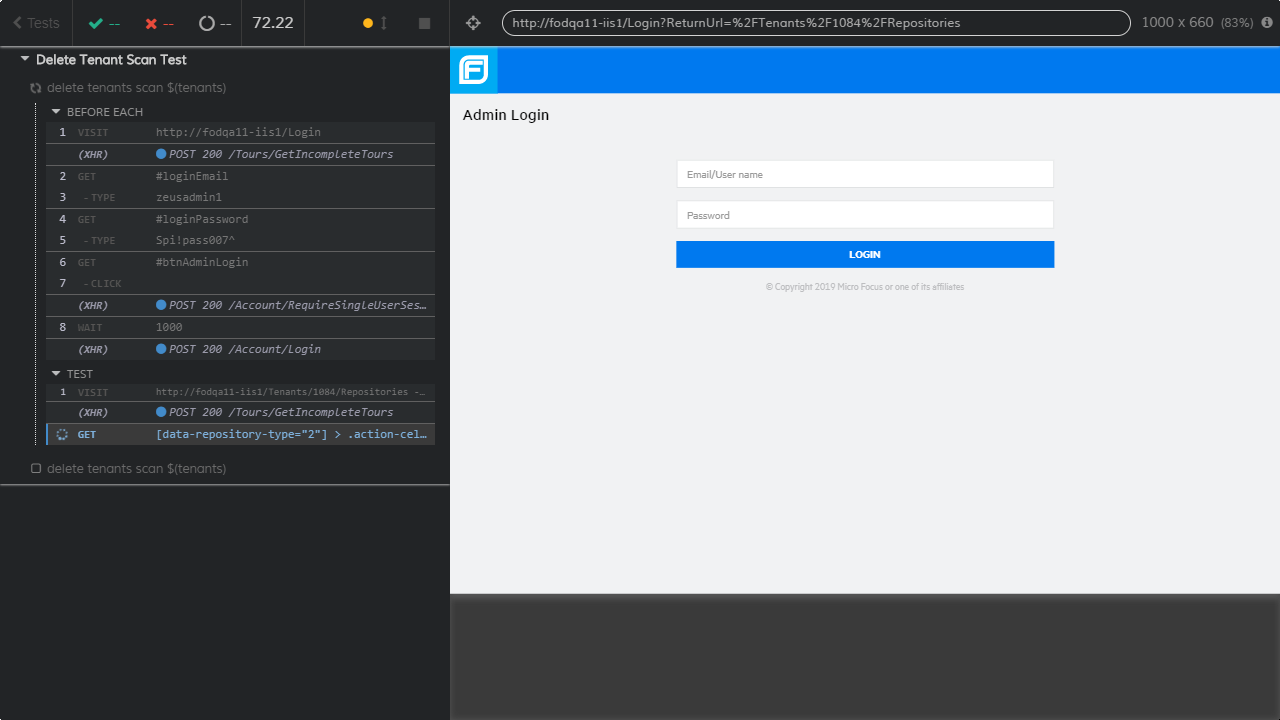 Tests -- -- -- 72.22
http://fodqa11-iis1/Login?ReturnUrl=%2FTenants%2F1084%2FRepositories 1000 x 660 (83%)
Delete Tenant Scan Test
delete tenants scan $(tenants)
BEFORE EACH
1 VISIT http://fodqa11-iis1/Login
(XHR) POST 200 /Tours/GetIncompleteTours
2 GET #loginEmail
3 - TYPE zeusadmin1
4 GET #loginPassword
5 - TYPE Spi!pass007^
6 GET #btnAdminLogin
7 - CLICK
(XHR) POST 200 /Account/RequireSingleUserSes…
8 WAIT 1000
(XHR) POST 200 /Account/Login
TEST
1 VISIT http://fodqa11-iis1/Tenants/1084/Repositories -…
(XHR) POST 200 /Tours/GetIncompleteTours
GET [data-repository-type="2"] > .action-cel…
delete tenants scan $(tenants)
Admin Login
Email/User name
Password
LOGIN
© Copyright 2019 Micro Focus or one of its affiliates